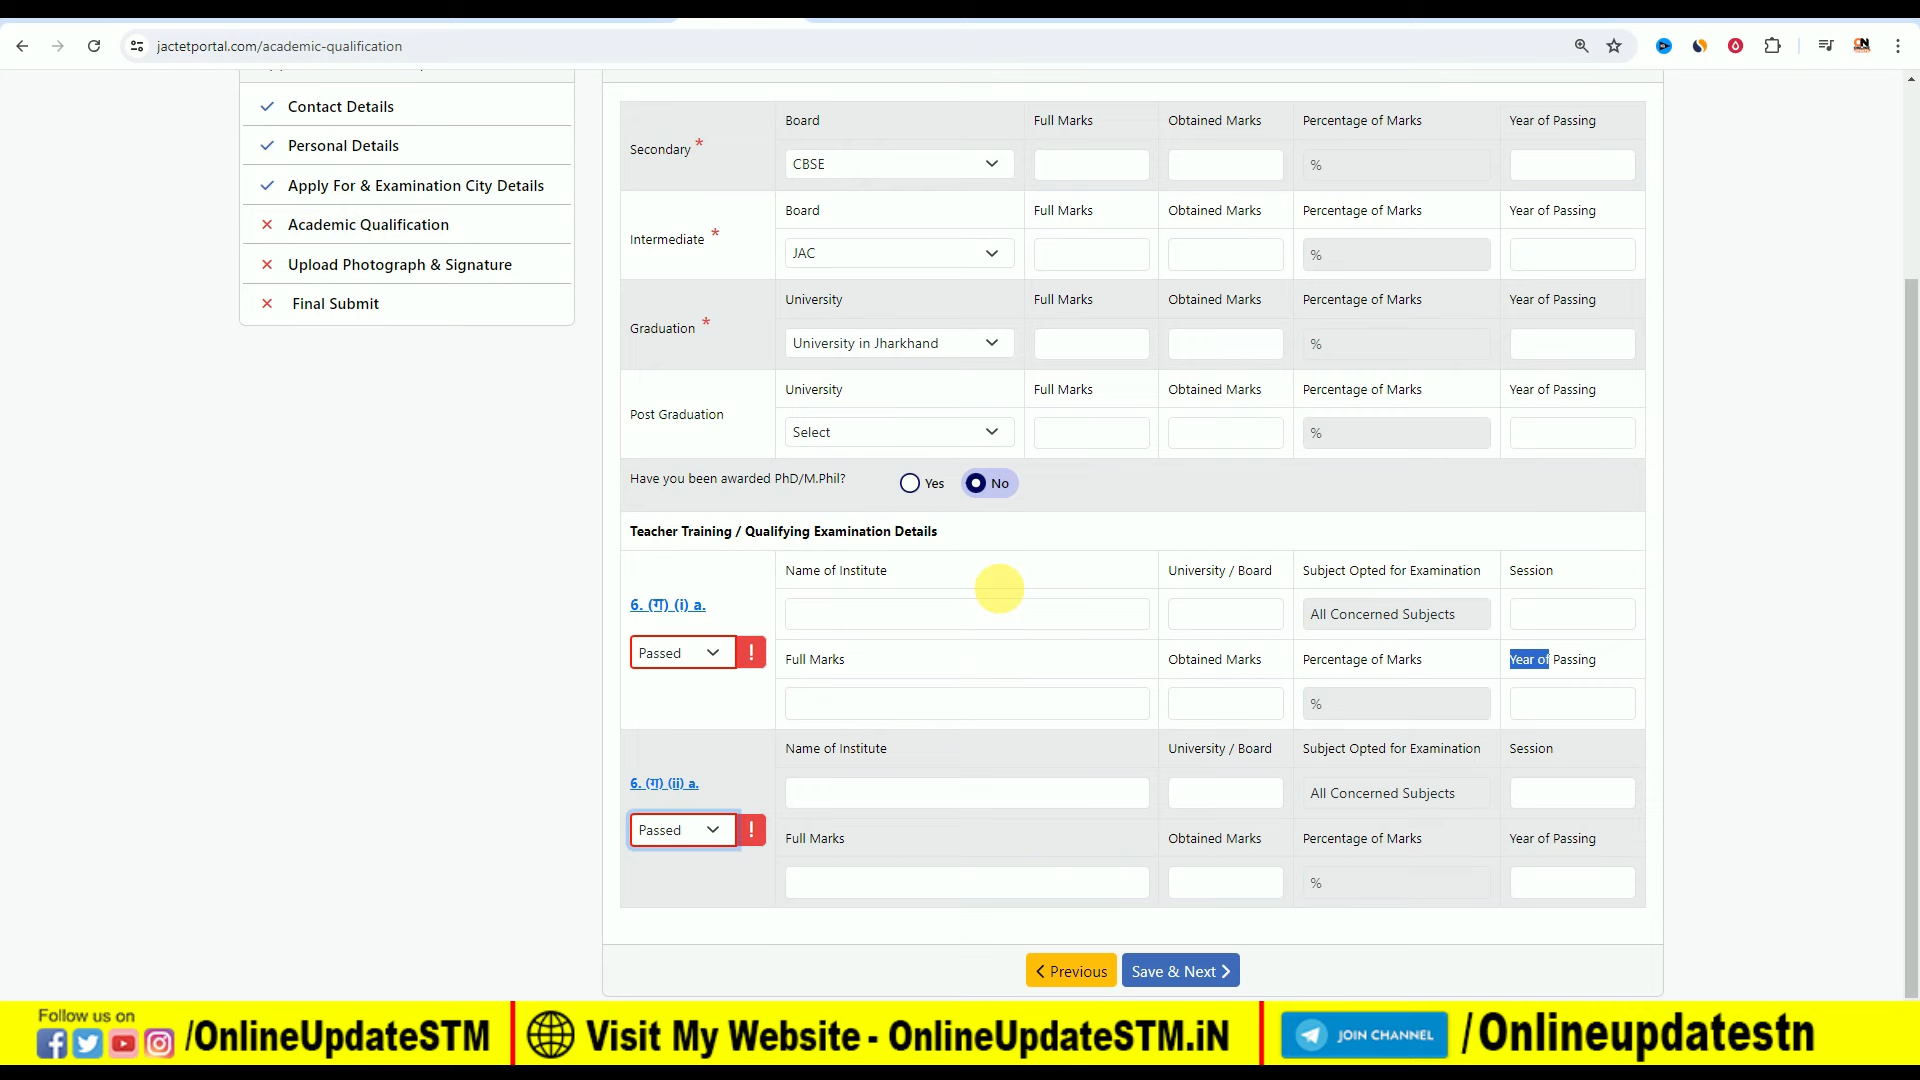 jactetportal.com/academic-qualification
Contact Details
Personal Details
Apply For & Examination City Details
Academic Qualification
Upload Photograph & Signature
Final Submit
Secondary *
Board
Full Marks
Obtained Marks
Percentage of Marks
Year of Passing
CBSE
%
Intermediate *
Board
Full Marks
Obtained Marks
Percentage of Marks
Year of Passing
JAC
%
Graduation *
University
Full Marks
Obtained Marks
Percentage of Marks
Year of Passing
University in Jharkhand
%
Post Graduation
University
Full Marks
Obtained Marks
Percentage of Marks
Year of Passing
Select
%
Have you been awarded PhD/M.Phil?
Yes
No
Teacher Training / Qualifying Examination Details
6. (ग) (i) a.
Passed
!
Name of Institute
University / Board
Subject Opted for Examination
Session
All Concerned Subjects
Full Marks
Obtained Marks
Percentage of Marks
Year of Passing
%
6. (ग) (ii) a.
Passed
!
Name of Institute
University / Board
Subject Opted for Examination
Session
All Concerned Subjects
Full Marks
Obtained Marks
Percentage of Marks
Year of Passing
%
Previous
Save & Next
Follow us on
/OnlineUpdateSTM
Visit My Website - OnlineUpdateSTM.iN
JOIN CHANNEL
/Onlineupdatestn